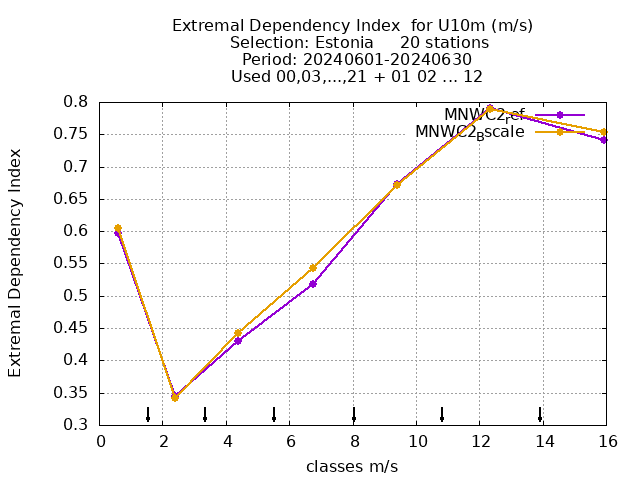 Extremal Dependency Index  for U10m (m/s)
Selection: Estonia     20 stations
Period: 20240601-20240630
Used 00,03,...,21 + 01 02 ... 12
MNWC2ref
MNWC2Bscale
0.8
0.75
0.7
0.65
0.6
0.55
0.5
0.45
0.4
0.35
0.3
Extremal Dependency Index
0 2 4 6 8 10 12 14 16
classes m/s